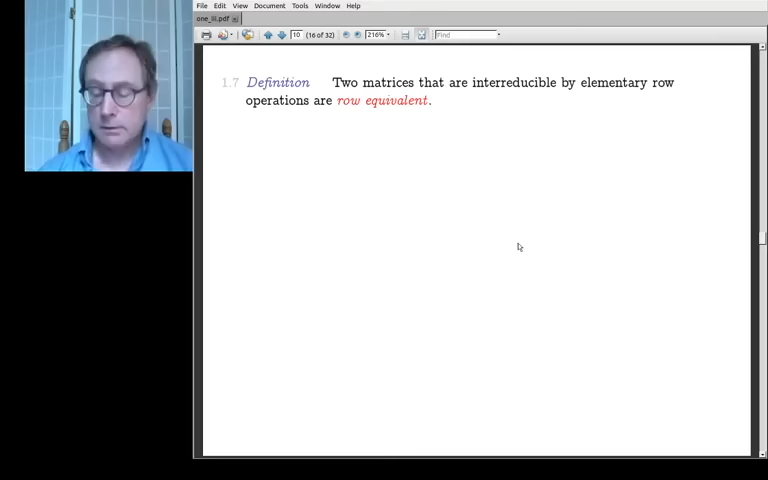 File Edit View Document Tools Window Help
one_iii.pdf
10 (16 of 32) 216% Find
1.7 Definition Two matrices that are interreducible by elementary row
operations are row equivalent.